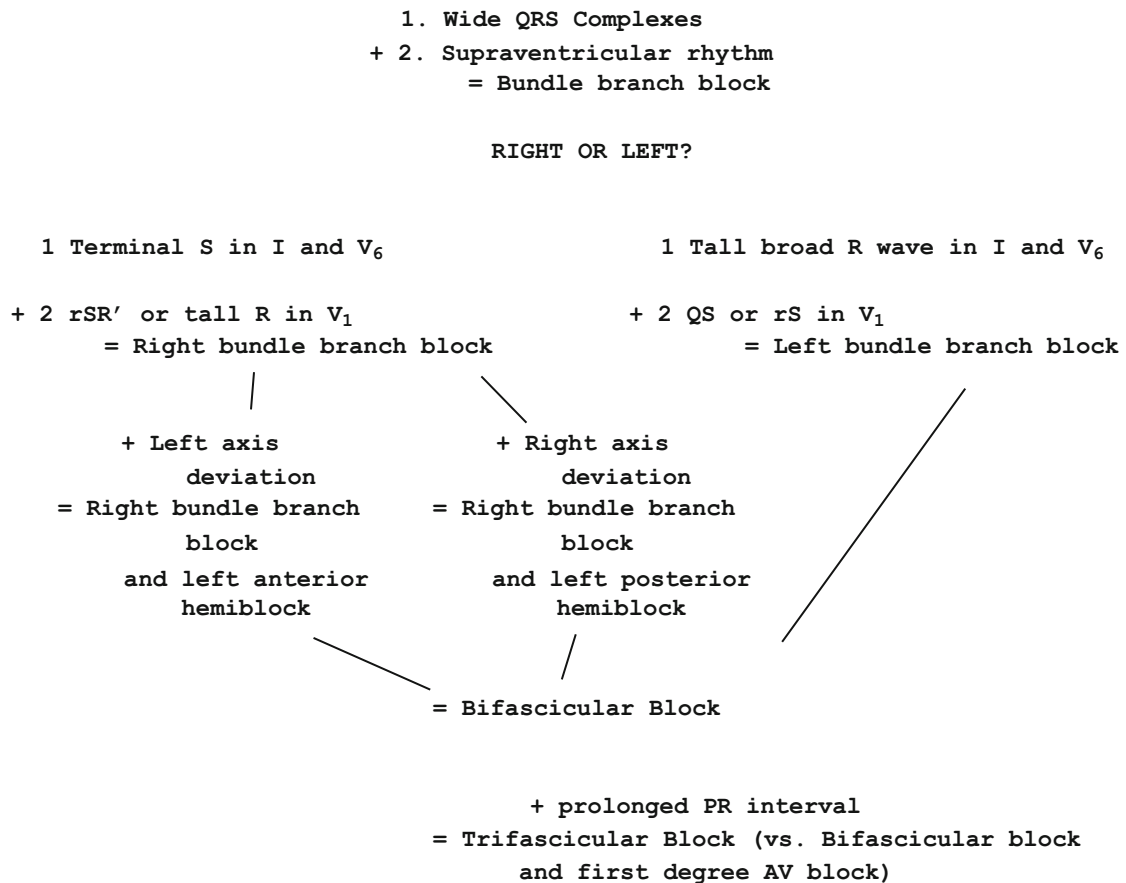 1. Wide QRS Complexes
+ 2. Supraventricular rhythm
= Bundle branch block
RIGHT OR LEFT?
1 Terminal S in I and V₆
+ 2 rSR’ or tall R in V₁
= Right bundle branch block
1 Tall broad R wave in I and V₆
+ 2 QS or rS in V₁
= Left bundle branch block
+ Left axis
deviation
= Right bundle branch
block
and left anterior
hemiblock
+ Right axis
deviation
= Right bundle branch
block
and left posterior
hemiblock
= Bifascicular Block
+ prolonged PR interval
= Trifascicular Block (vs. Bifascicular block
and first degree AV block)